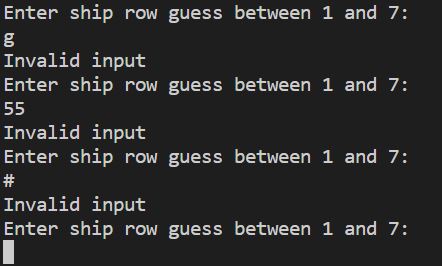 Enter ship row guess between 1 and 7:
g
Invalid input
Enter ship row guess between 1 and 7:
55
Invalid input
Enter ship row guess between 1 and 7:
#
Invalid input
Enter ship row guess between 1 and 7: